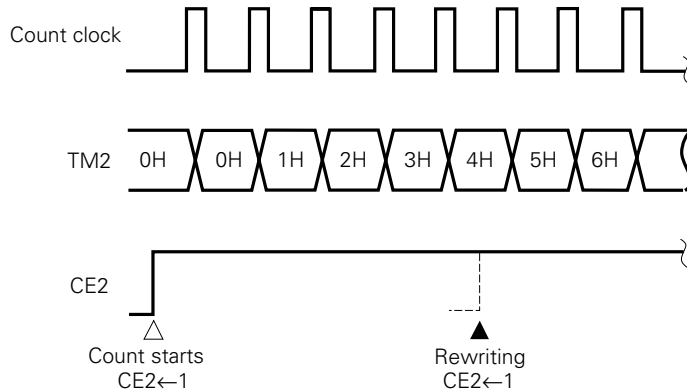 Count clock
TM2 0H 0H 1H 2H 3H 4H 5H 6H
CE2
Count starts
CE2←1
Rewriting
CE2←1